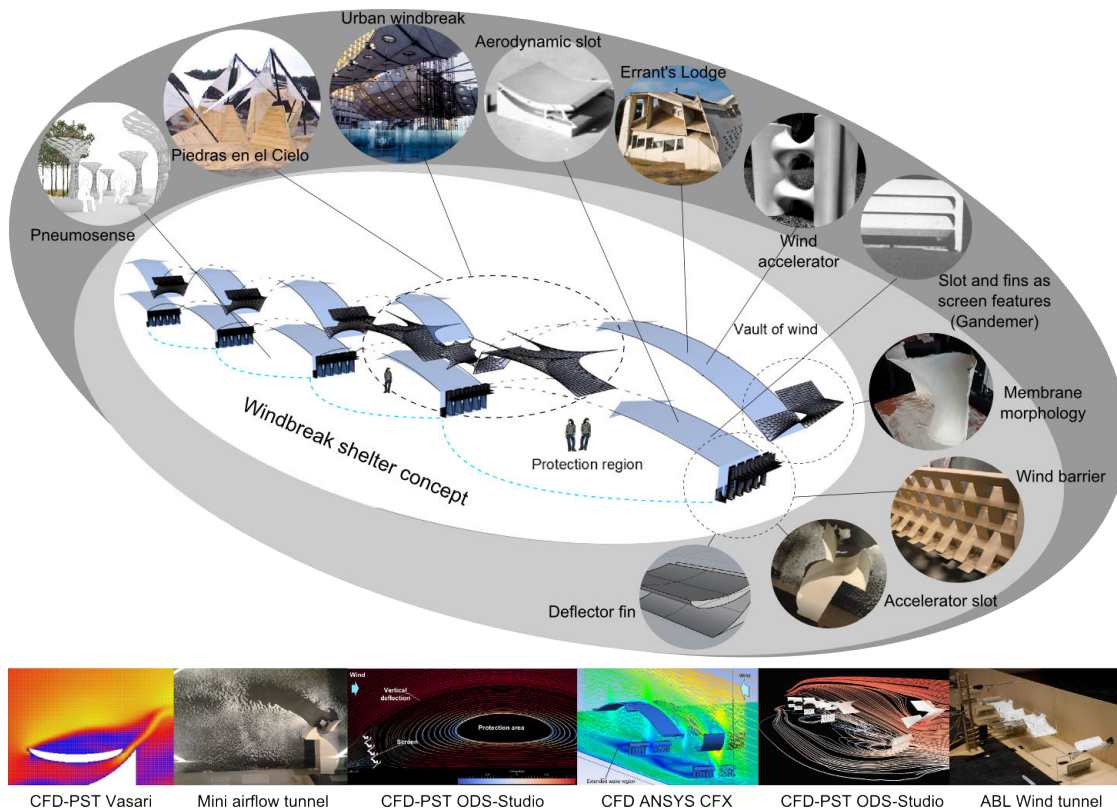 Urban windbreak
Aerodynamic slot
Errant's Lodge
Piedras en el Cielo
Pneumosense
Wind
accelerator
Slot and fins as
screen features
(Gandemer)
Vault of wind
Membrane
morphology
Windbreak shelter concept
Protection region
Wind barrier
Deflector fin
Accelerator slot
Wind
Vertical
deflection
Protection area
Screen
Wind
Extended wake region
CFD-PST Vasari
Mini airflow tunnel
CFD-PST ODS-Studio
CFD ANSYS CFX
CFD-PST ODS-Studio
ABL Wind tunnel